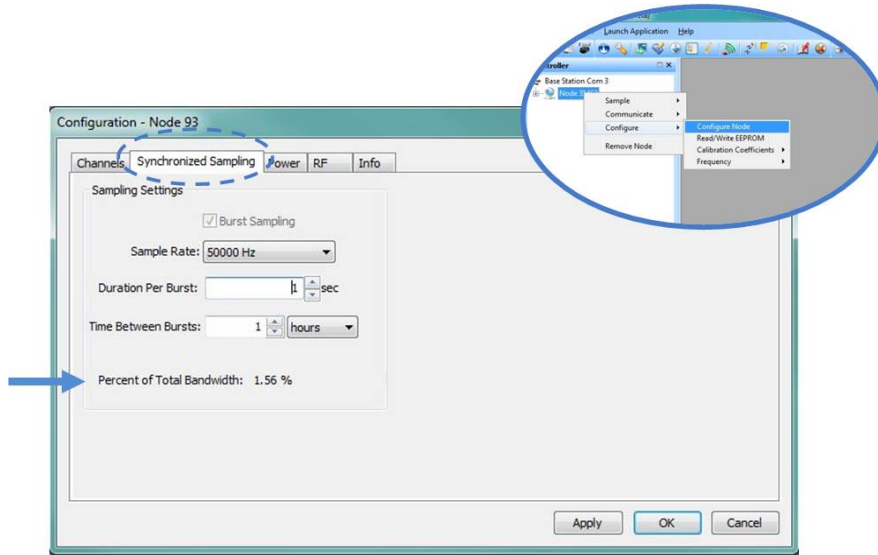 Launch Application Help
Base Station Com 3
Node
Sample
Communicate
Configure
Remove Node
Configure Node
Read/Write EEPROM
Calibration Coefficients
Frequency
Configuration - Node 93
Channels Synchronized Sampling Power RF Info
Sampling Settings
Burst Sampling
Sample Rate: 50000 Hz
Duration Per Burst: 1 sec
Time Between Bursts: 1 hours
Percent of Total Bandwidth: 1.56 %
Apply OK Cancel